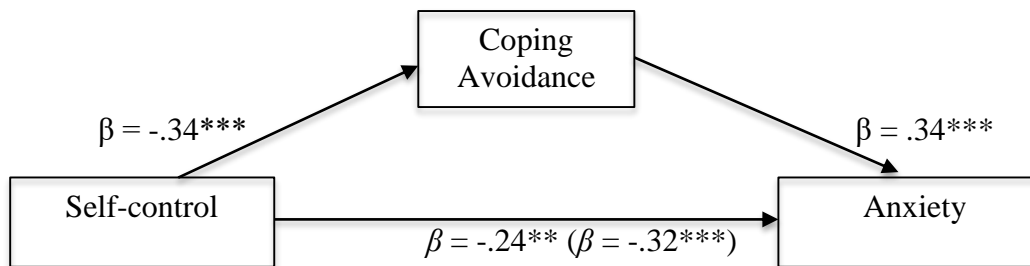 Coping
Avoidance
β = -.34***
β = .34***
Self-control
Anxiety
β = -.24** (β = -.32***)